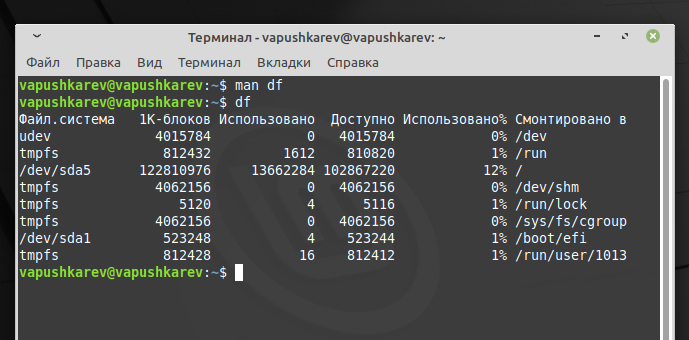 Терминал - vapushkarev@vapushkarev: ~
Файл Правка Вид Терминал Вкладки Справка
vapushkarev@vapushkarev:~$ man df
vapushkarev@vapushkarev:~$ df
Файл.система 1K-блоков Использовано Доступно Использовано% Смонтировано в
udev 4015784 0 4015784 0% /dev
tmpfs 812432 1612 810820 1% /run
/dev/sda5 122810976 13662284 102867220 12% /
tmpfs 4062156 0 4062156 0% /dev/shm
tmpfs 5120 4 5116 1% /run/lock
tmpfs 4062156 0 4062156 0% /sys/fs/cgroup
/dev/sda1 523248 4 523244 1% /boot/efi
tmpfs 812428 16 812412 1% /run/user/1013
vapushkarev@vapushkarev:~$